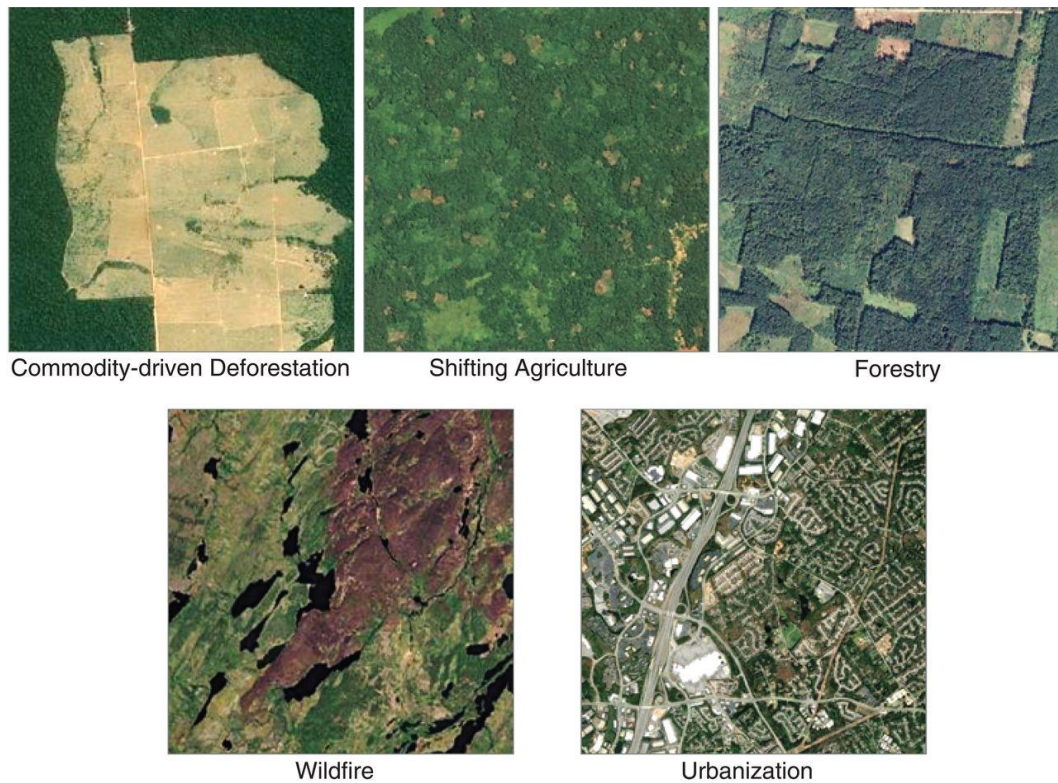 Commodity-driven Deforestation
Shifting Agriculture
Forestry
Wildfire
Urbanization